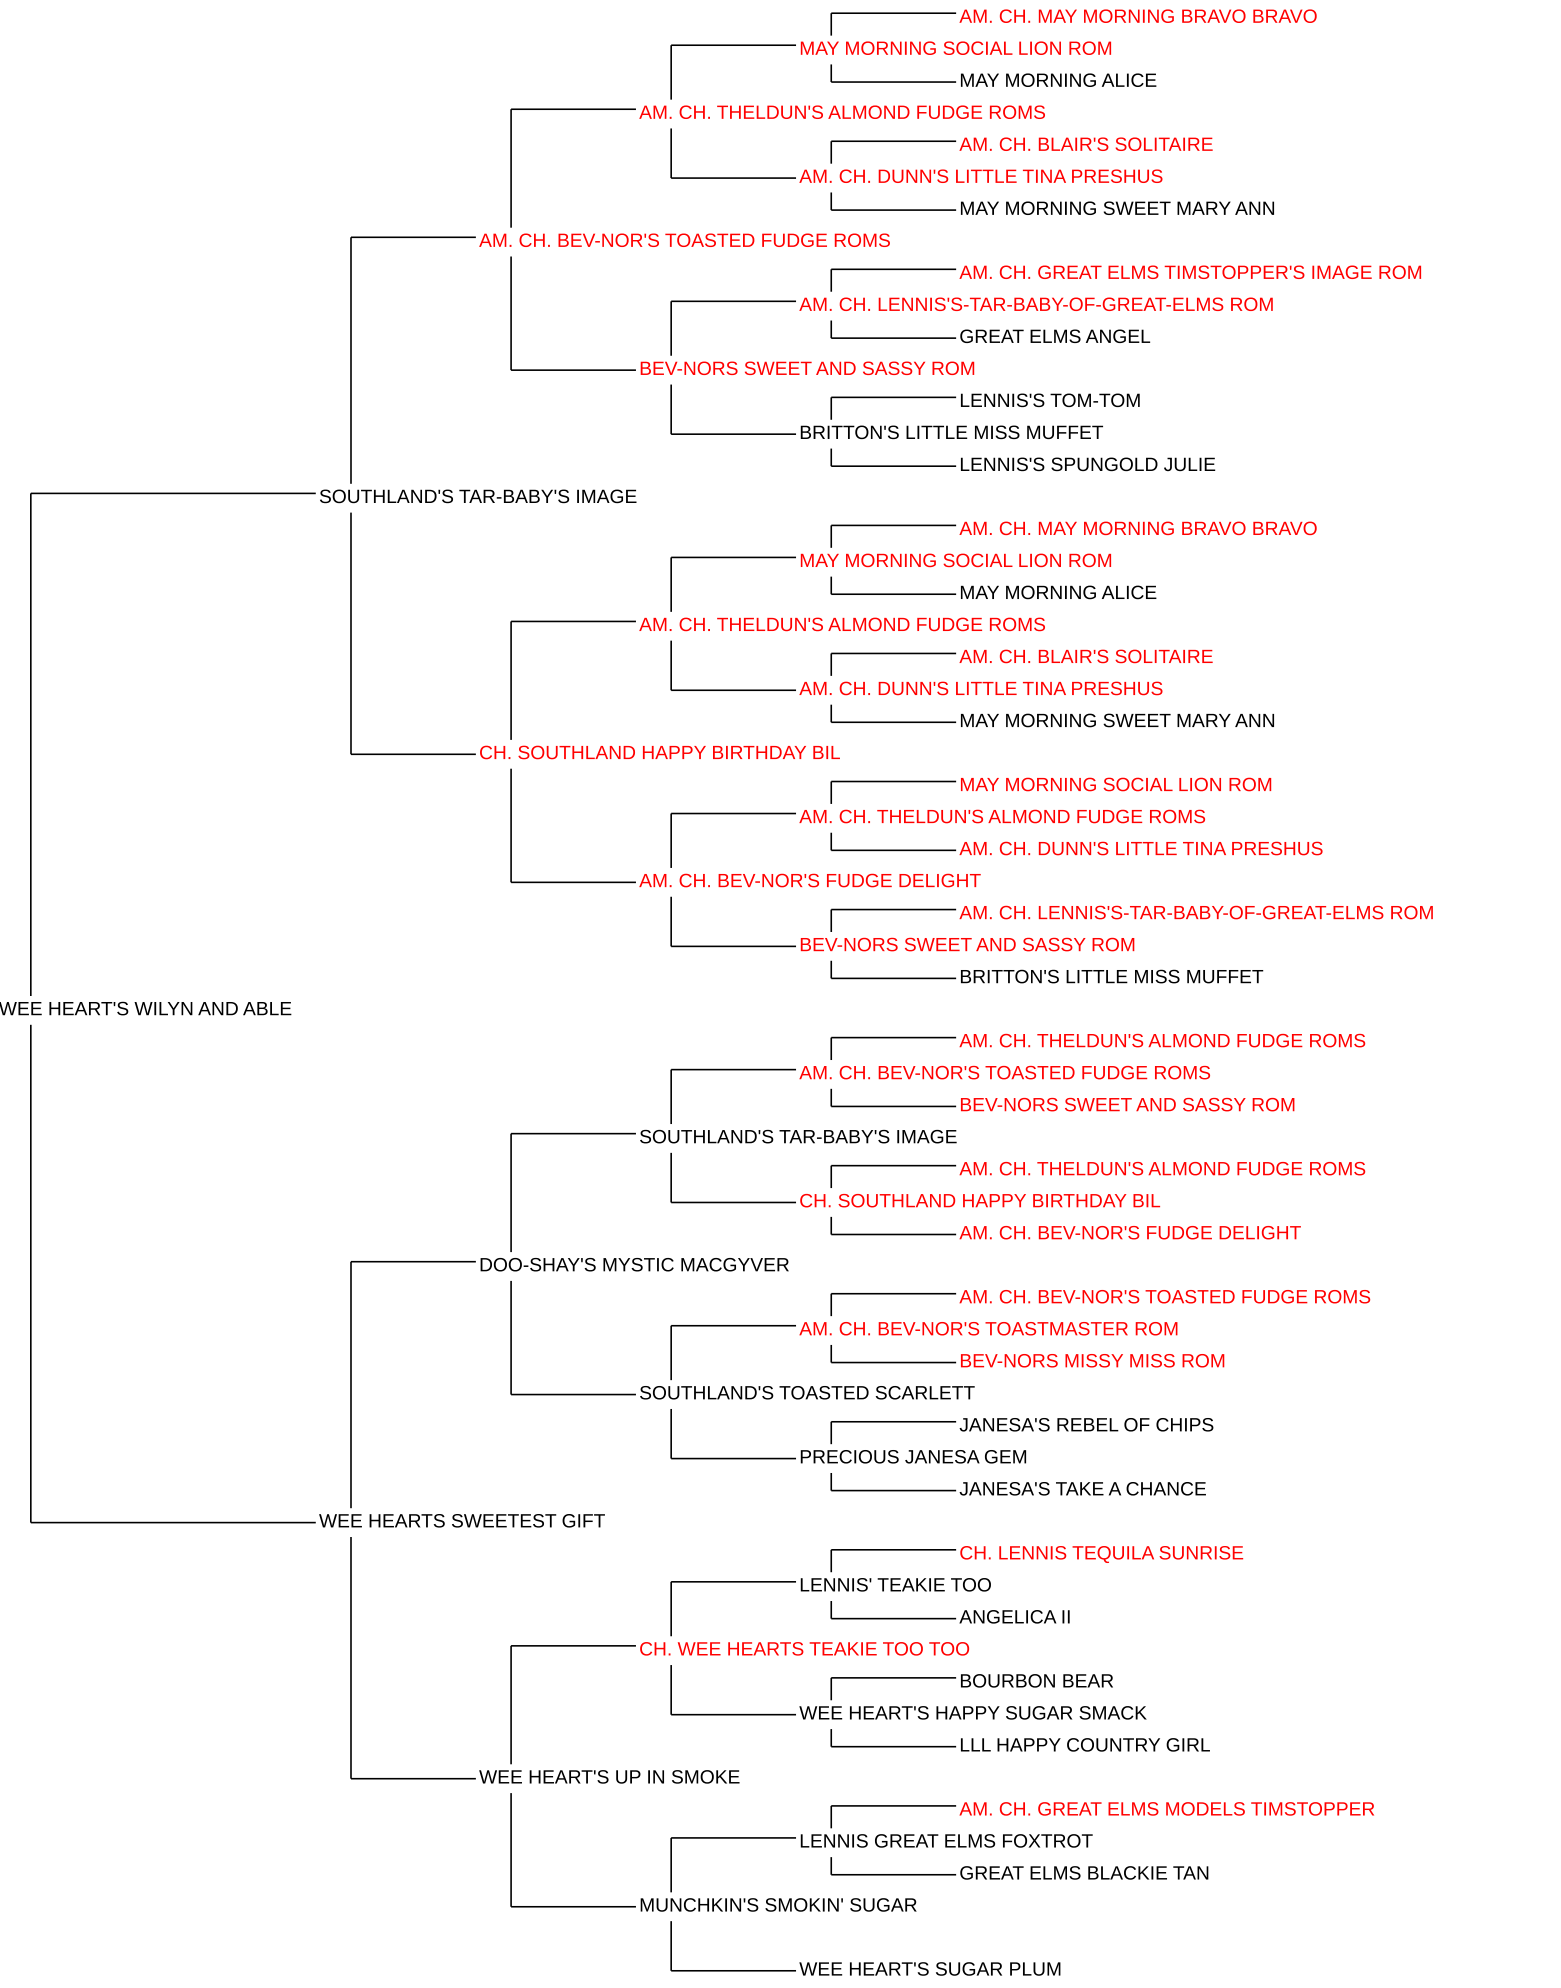 AM. CH. MAY MORNING BRAVO BRAVO
MAY MORNING SOCIAL LION ROM
MAY MORNING ALICE
AM. CH. THELDUN'S ALMOND FUDGE ROMS
AM. CH. BLAIR'S SOLITAIRE
AM. CH. DUNN'S LITTLE TINA PRESHUS
MAY MORNING SWEET MARY ANN
AM. CH. BEV-NOR'S TOASTED FUDGE ROMS
AM. CH. GREAT ELMS TIMSTOPPER'S IMAGE ROM
AM. CH. LENNIS'S-TAR-BABY-OF-GREAT-ELMS ROM
GREAT ELMS ANGEL
BEV-NORS SWEET AND SASSY ROM
LENNIS'S TOM-TOM
BRITTON'S LITTLE MISS MUFFET
LENNIS'S SPUNGOLD JULIE
SOUTHLAND'S TAR-BABY'S IMAGE
AM. CH. MAY MORNING BRAVO BRAVO
MAY MORNING SOCIAL LION ROM
MAY MORNING ALICE
AM. CH. THELDUN'S ALMOND FUDGE ROMS
AM. CH. BLAIR'S SOLITAIRE
AM. CH. DUNN'S LITTLE TINA PRESHUS
MAY MORNING SWEET MARY ANN
CH. SOUTHLAND HAPPY BIRTHDAY BIL
MAY MORNING SOCIAL LION ROM
AM. CH. THELDUN'S ALMOND FUDGE ROMS
AM. CH. DUNN'S LITTLE TINA PRESHUS
AM. CH. BEV-NOR'S FUDGE DELIGHT
AM. CH. LENNIS'S-TAR-BABY-OF-GREAT-ELMS ROM
BEV-NORS SWEET AND SASSY ROM
BRITTON'S LITTLE MISS MUFFET
WEE HEART'S WILYN AND ABLE
AM. CH. THELDUN'S ALMOND FUDGE ROMS
AM. CH. BEV-NOR'S TOASTED FUDGE ROMS
BEV-NORS SWEET AND SASSY ROM
SOUTHLAND'S TAR-BABY'S IMAGE
AM. CH. THELDUN'S ALMOND FUDGE ROMS
CH. SOUTHLAND HAPPY BIRTHDAY BIL
AM. CH. BEV-NOR'S FUDGE DELIGHT
DOO-SHAY'S MYSTIC MACGYVER
AM. CH. BEV-NOR'S TOASTED FUDGE ROMS
AM. CH. BEV-NOR'S TOASTMASTER ROM
BEV-NORS MISSY MISS ROM
SOUTHLAND'S TOASTED SCARLETT
JANESA'S REBEL OF CHIPS
PRECIOUS JANESA GEM
JANESA'S TAKE A CHANCE
WEE HEARTS SWEETEST GIFT
CH. LENNIS TEQUILA SUNRISE
LENNIS' TEAKIE TOO
ANGELICA II
CH. WEE HEARTS TEAKIE TOO TOO
BOURBON BEAR
WEE HEART'S HAPPY SUGAR SMACK
LLL HAPPY COUNTRY GIRL
WEE HEART'S UP IN SMOKE
AM. CH. GREAT ELMS MODELS TIMSTOPPER
LENNIS GREAT ELMS FOXTROT
GREAT ELMS BLACKIE TAN
MUNCHKIN'S SMOKIN' SUGAR
WEE HEART'S SUGAR PLUM